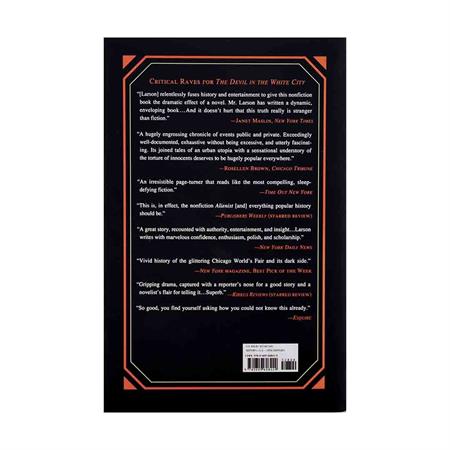 CRITICAL RAVES FOR THE DEVIL IN THE WHITE CITY
"[Larson] relentlessly fuses history and entertainment to give this nonfiction
book the dramatic effect of a novel. Mr. Larson has written a dynamic,
enveloping book.…And it doesn't hurt that this truth really is stranger
than fiction."
—JANET MASLIN, NEW YORK TIMES
"A hugely engrossing chronicle of events public and private. Exceedingly
well-documented, exhaustive without being excessive, and utterly fascinat-
ing. Its joined tales of an urban utopia with a sensational understory of
the torture of innocents deserves to be hugely popular everywhere."
—ROSELLEN BROWN, CHICAGO TRIBUNE
"An irresistible page-turner that reads like the most compelling, sleep-
defying fiction."
—TIME OUT NEW YORK
"This is, in effect, the nonfiction Alienist [and] everything popular history
should be."
—PUBLISHERS WEEKLY (STARRED REVIEW)
"A great story, recounted with authority, entertainment, and insight…Larson
writes with marvelous confidence, enthusiasm, polish, and scholarship."
—NEW YORK DAILY NEWS
"Vivid history of the glittering Chicago World's Fair and its dark side."
—NEW YORK MAGAZINE, BEST PICK OF THE WEEK
"Gripping drama, captured with a reporter's nose for a good story and a
novelist's flair for telling it…Superb."
—KIRKUS REVIEWS (STARRED REVIEW)
"So good, you find yourself asking how you could not know this already."
—ESQUIRE